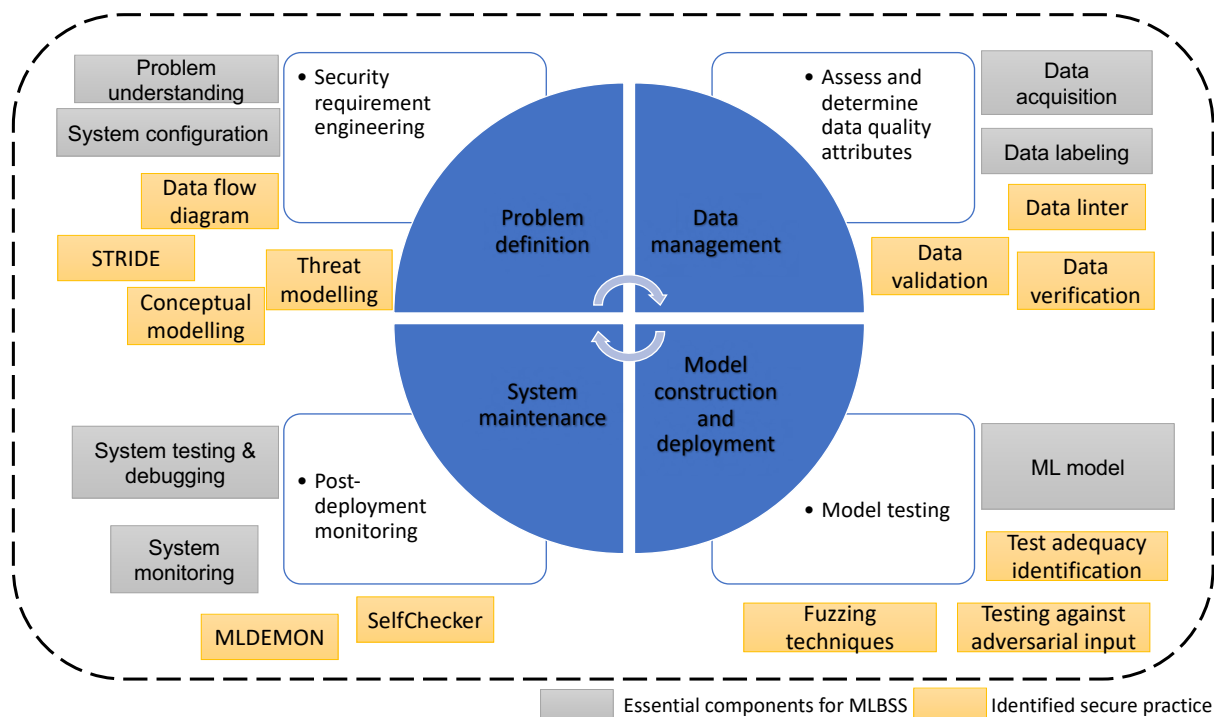 Problem
understanding
System configuration
• Security
requirement
engineering
Data flow
diagram
STRIDE
Conceptual
modelling
Threat
modelling
Problem
definition
Data
management
• Assess and
determine
data quality
attributes
Data
acquisition
Data labeling
Data linter
Data
validation
Data
verification
System
maintenance
Model
construction
and
deployment
System testing &
debugging
System
monitoring
• Post-
deployment
monitoring
MLDEMON
SelfChecker
• Model testing
ML model
Test adequacy
identification
Fuzzing
techniques
Testing against
adversarial input
Essential components for MLBSS
Identified secure practice